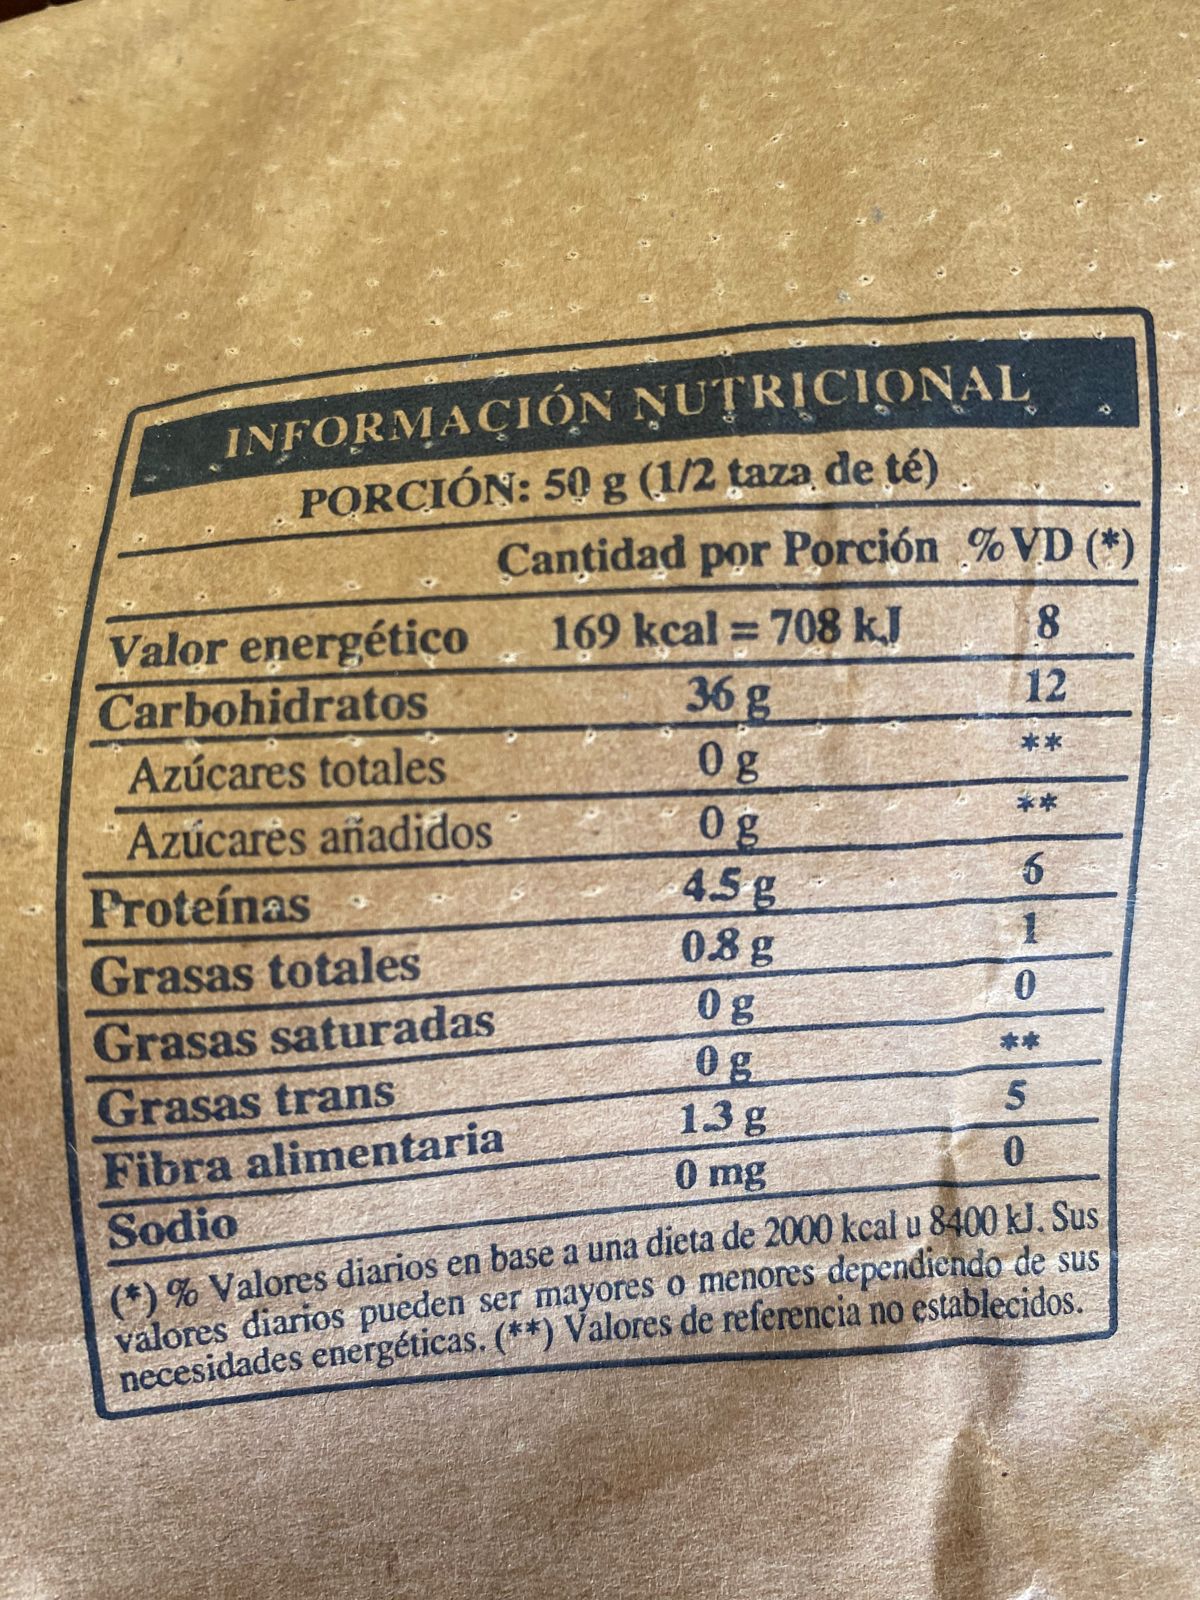 INFORMACIÓN NUTRICIONAL
PORCIÓN: 50 g (1/2 taza de té)
Cantidad por Porción % VD (*)
Valor energético 169 kcal = 708 kJ 8
Carbohidratos 36 g 12
Azúcares totales 0 g **
Azúcares añadidos 0 g **
Proteínas 4.5 g 6
Grasas totales 0.8 g 1
Grasas saturadas 0 g 0
Grasas trans 0 g **
Fibra alimentaria 1.3 g 5
Sodio 0 mg 0
(*) % Valores diarios en base a una dieta de 2000 kcal u 8400 kJ. Sus
valores diarios pueden ser mayores o menores dependiendo de sus
necesidades energéticas. (**) Valores de referencia no establecidos.